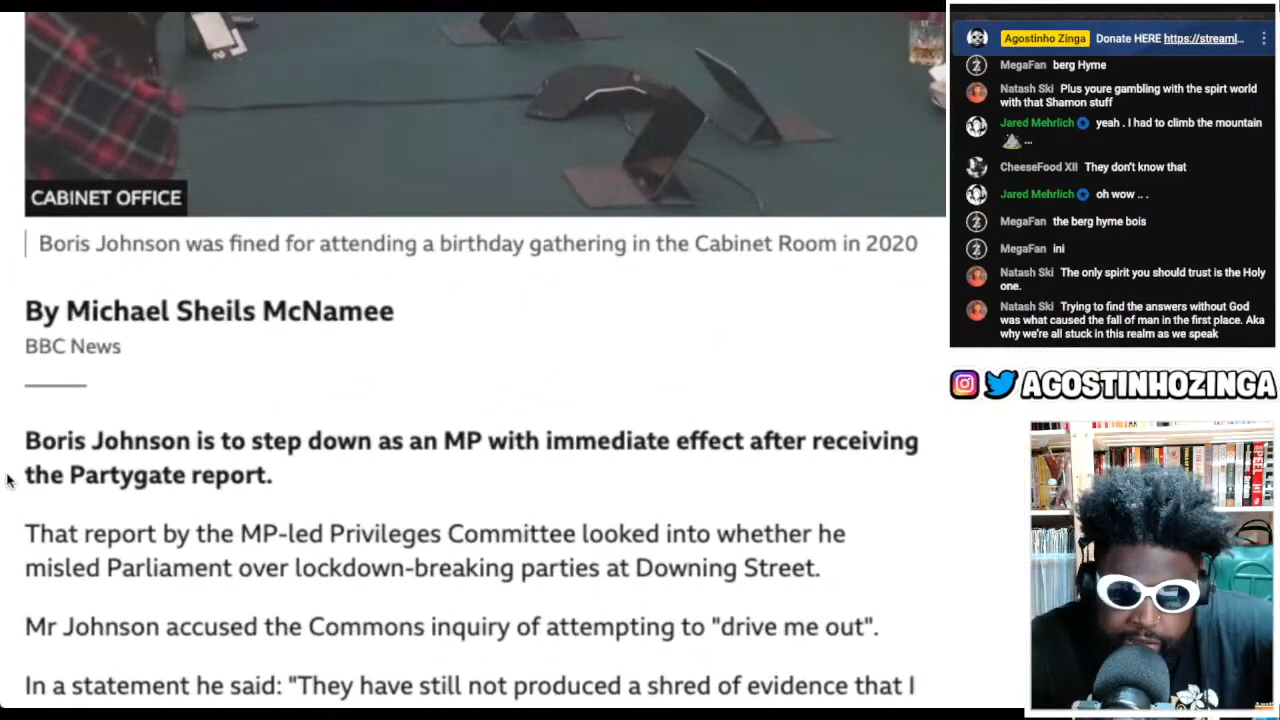 CABINET OFFICE
Boris Johnson was fined for attending a birthday gathering in the Cabinet Room in 2020
By Michael Sheils McNamee
BBC News
Boris Johnson is to step down as an MP with immediate effect after receiving
the Partygate report.
That report by the MP-led Privileges Committee looked into whether he
misled Parliament over lockdown-breaking parties at Downing Street.
Mr Johnson accused the Commons inquiry of attempting to "drive me out".
In a statement he said: "They have still not produced a shred of evidence that I
Agostinho Zinga Donate HERE https://streaml...
MegaFan berg Hyme
Natash Ski Plus youre gambling with the spirt world
with that Shamon stuff
Jared Mehrlich yeah . I had to climb the mountain
...
CheeseFood XII They don't know that
Jared Mehrlich oh wow .. .
MegaFan the berg hyme bois
MegaFan ini
Natash Ski The only spirit you should trust is the Holy
one.
Natash Ski Trying to find the answers without God
was what caused the fall of man in the first place. Aka
why we're all stuck in this realm as we speak
AGOSTINHOZINGA